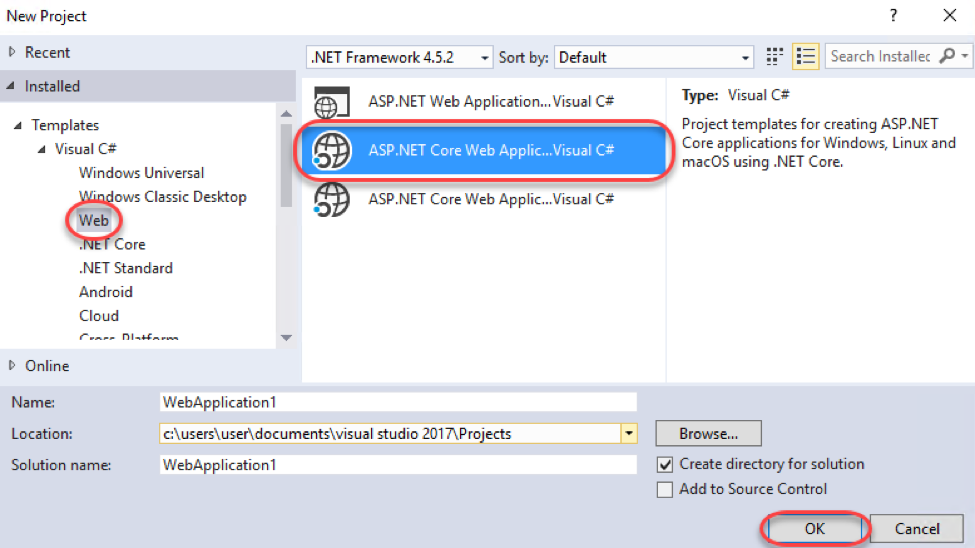 New Project
?
Recent
Installed
Templates
Visual C#
Windows Universal
Windows Classic Desktop
Web
.NET Core
.NET Standard
Android
Cloud
Cross-Platform
Online
.NET Framework 4.5.2
Sort by: Default
Search Installed
ASP.NET Web Application...Visual C#
ASP.NET Core Web Applic...Visual C#
ASP.NET Core Web Applic...Visual C#
Type: Visual C#
Project templates for creating ASP.NET
Core applications for Windows, Linux and
macOS using .NET Core.
Name: WebApplication1
Location: c:\users\user\documents\visual studio 2017\Projects
Browse...
Solution name: WebApplication1
Create directory for solution
Add to Source Control
OK
Cancel